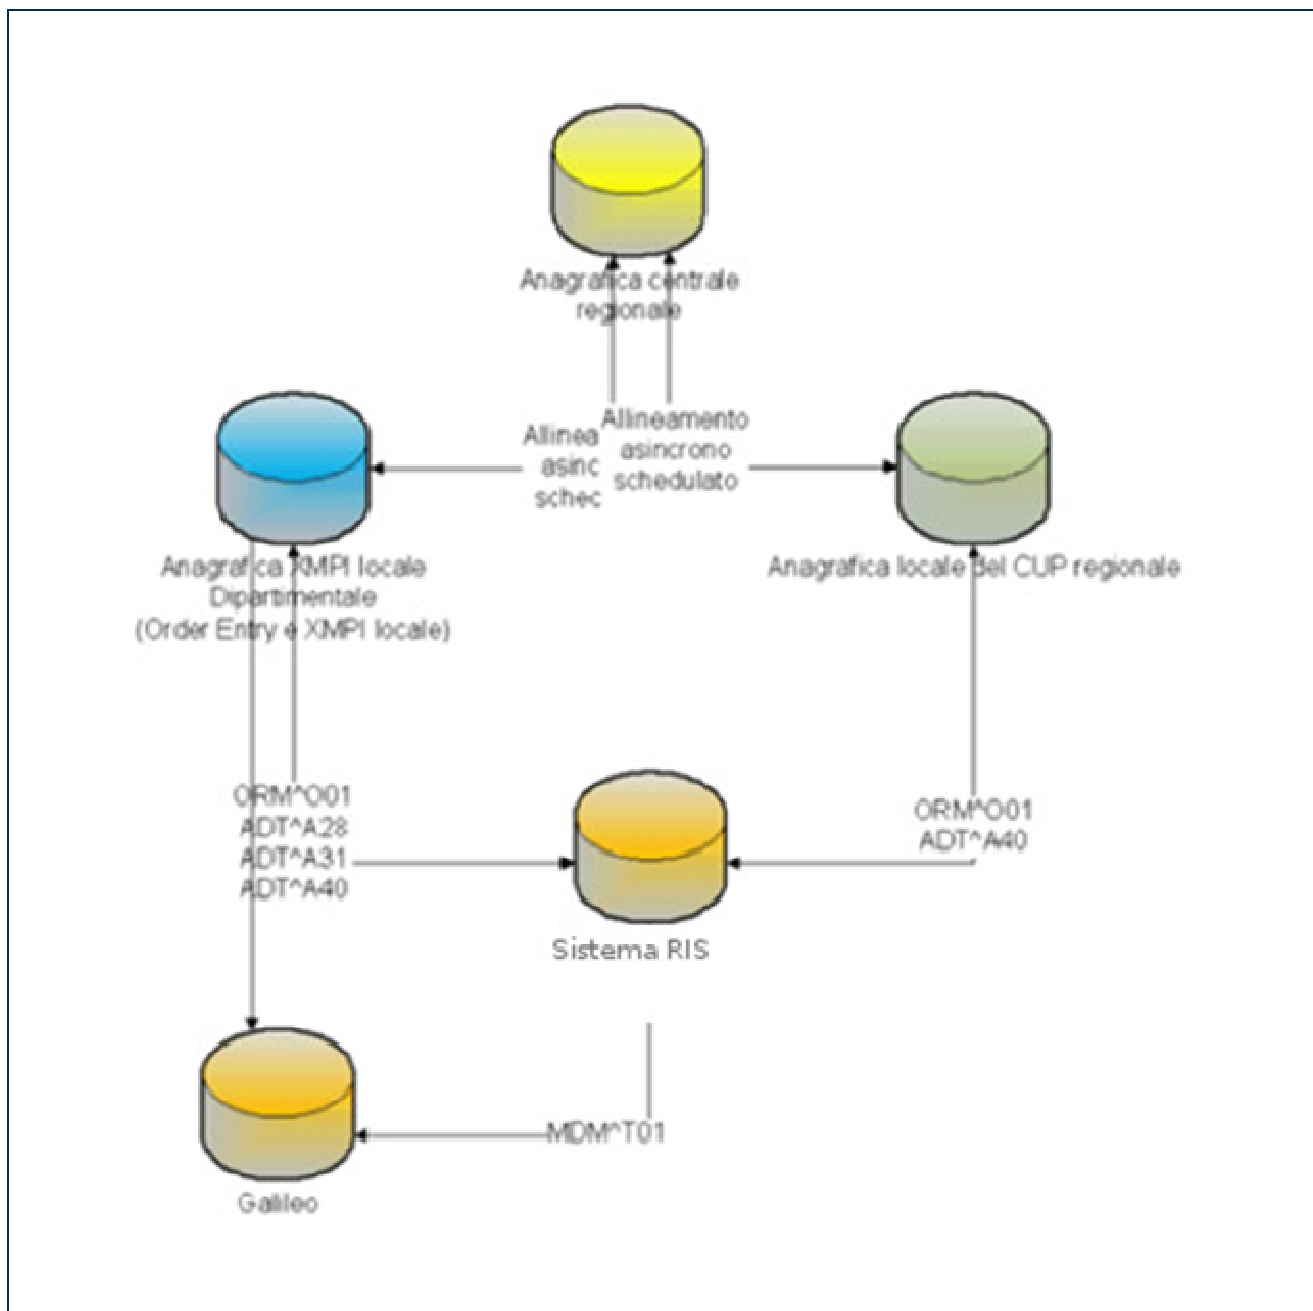 Anagrafica centrale
regionale
Allinea
asinc
sched
Allineamento
asincrono
schedulato
Anagrafica XMPI locale
Dipartimentale
(Order Entry e XMPI locale)
Anagrafica locale del CUP regionale
ORM^O01
ADT^A28
ADT^A31
ADT^A40
ORM^O01
ADT^A40
Sistema RIS
MDM^T01
Galileo